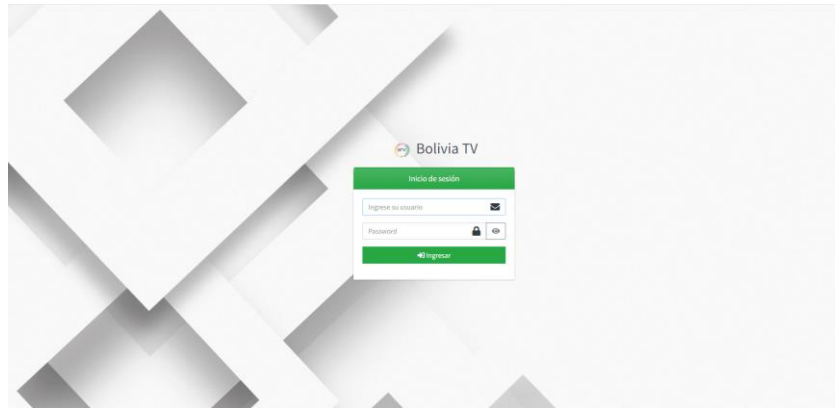 Bolivia TV
Inicio de sesión
Ingrese su usuario
Password
Ingresar